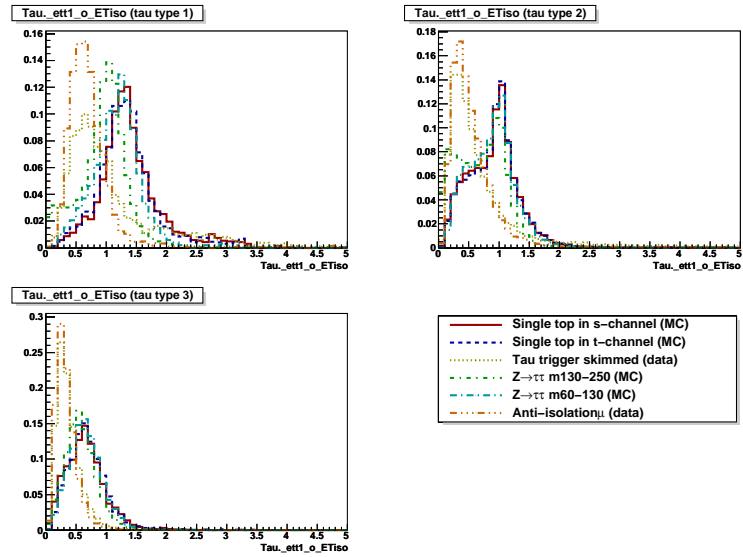 Tau._ett1_o_ETiso (tau type 1)
0.16
0.14
0.12
0.1
0.08
0.06
0.04
0.02
0
0 0.5 1 1.5 2 2.5 3 3.5 4 4.5 5
Tau._ett1_o_ETiso
Tau._ett1_o_ETiso (tau type 2)
0.18
0.16
0.14
0.12
0.1
0.08
0.06
0.04
0.02
0
0 0.5 1 1.5 2 2.5 3 3.5 4 4.5 5
Tau._ett1_o_ETiso
Tau._ett1_o_ETiso (tau type 3)
0.3
0.25
0.2
0.15
0.1
0.05
0
0 0.5 1 1.5 2 2.5 3 3.5 4 4.5 5
Tau._ett1_o_ETiso
Single top in s−channel (MC)
Single top in t−channel (MC)
Tau trigger skimmed (data)
Z→ττ m130−250 (MC)
Z→ττ m60−130 (MC)
Anti−isolationμ (data)